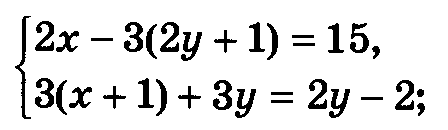 2x − 3(2y + 1) = 15,
3(x + 1) + 3y = 2y − 2;